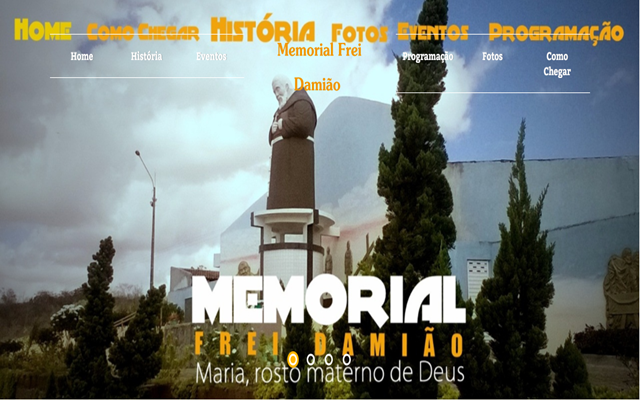 Home Como Chegar História Fotos Eventos Programação
Memorial Frei
Damião
Home História Eventos
Programação Fotos Como
Chegar
MEMORIAL
FREI DAMIÃO
Maria, rosto materno de Deus